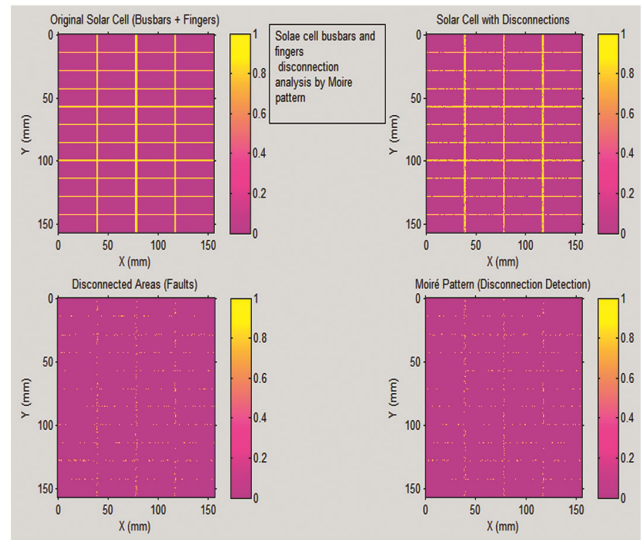 Original Solar Cell (Busbars + Fingers)
0
50
100
150
Y (mm)
0 50 100 150
X (mm)
1
0.8
0.6
0.4
0.2
0
Solae cell busbars and
fingers
disconnection
analysis by Moire
pattern
Solar Cell with Disconnections
0
50
100
150
Y (mm)
0 50 100 150
X (mm)
1
0.8
0.6
0.4
0.2
0
Disconnected Areas (Faults)
0
50
100
150
Y (mm)
0 50 100 150
X (mm)
1
0.8
0.6
0.4
0.2
0
Moiré Pattern (Disconnection Detection)
0
50
100
150
Y (mm)
0 50 100 150
X (mm)
1
0.8
0.6
0.4
0.2
0